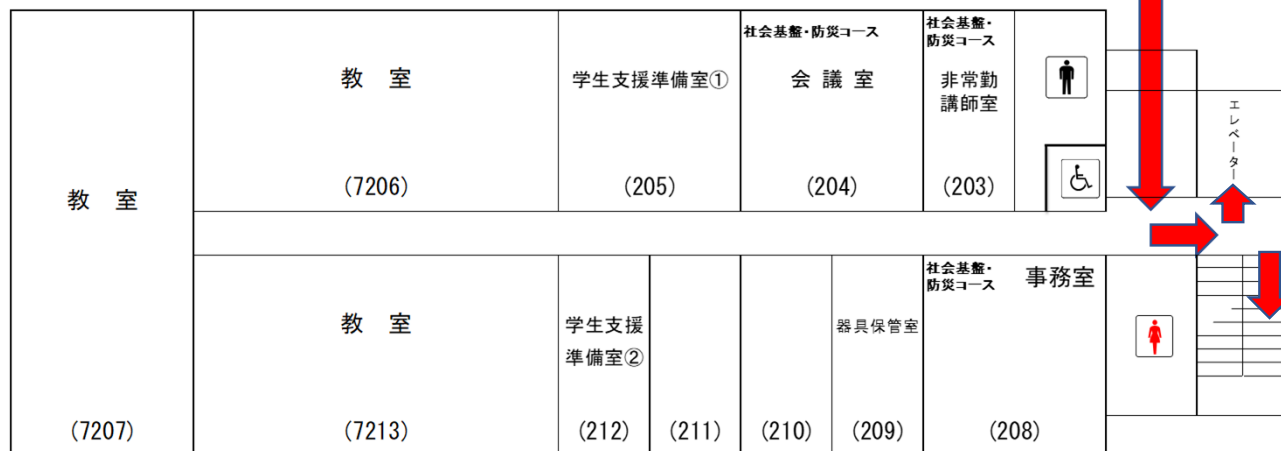 教 室
(7207)
教 室
(7206)
学生支援準備室①
(205)
社会基盤・防災コース
会 議 室
(204)
社会基盤・
防災コース
非常勤
講師室
(203)
エレベーター
教 室
(7213)
学生支援
準備室②
(212)
(211)
(210)
器具保管室
(209)
社会基盤・
防災コース
事務室
(208)